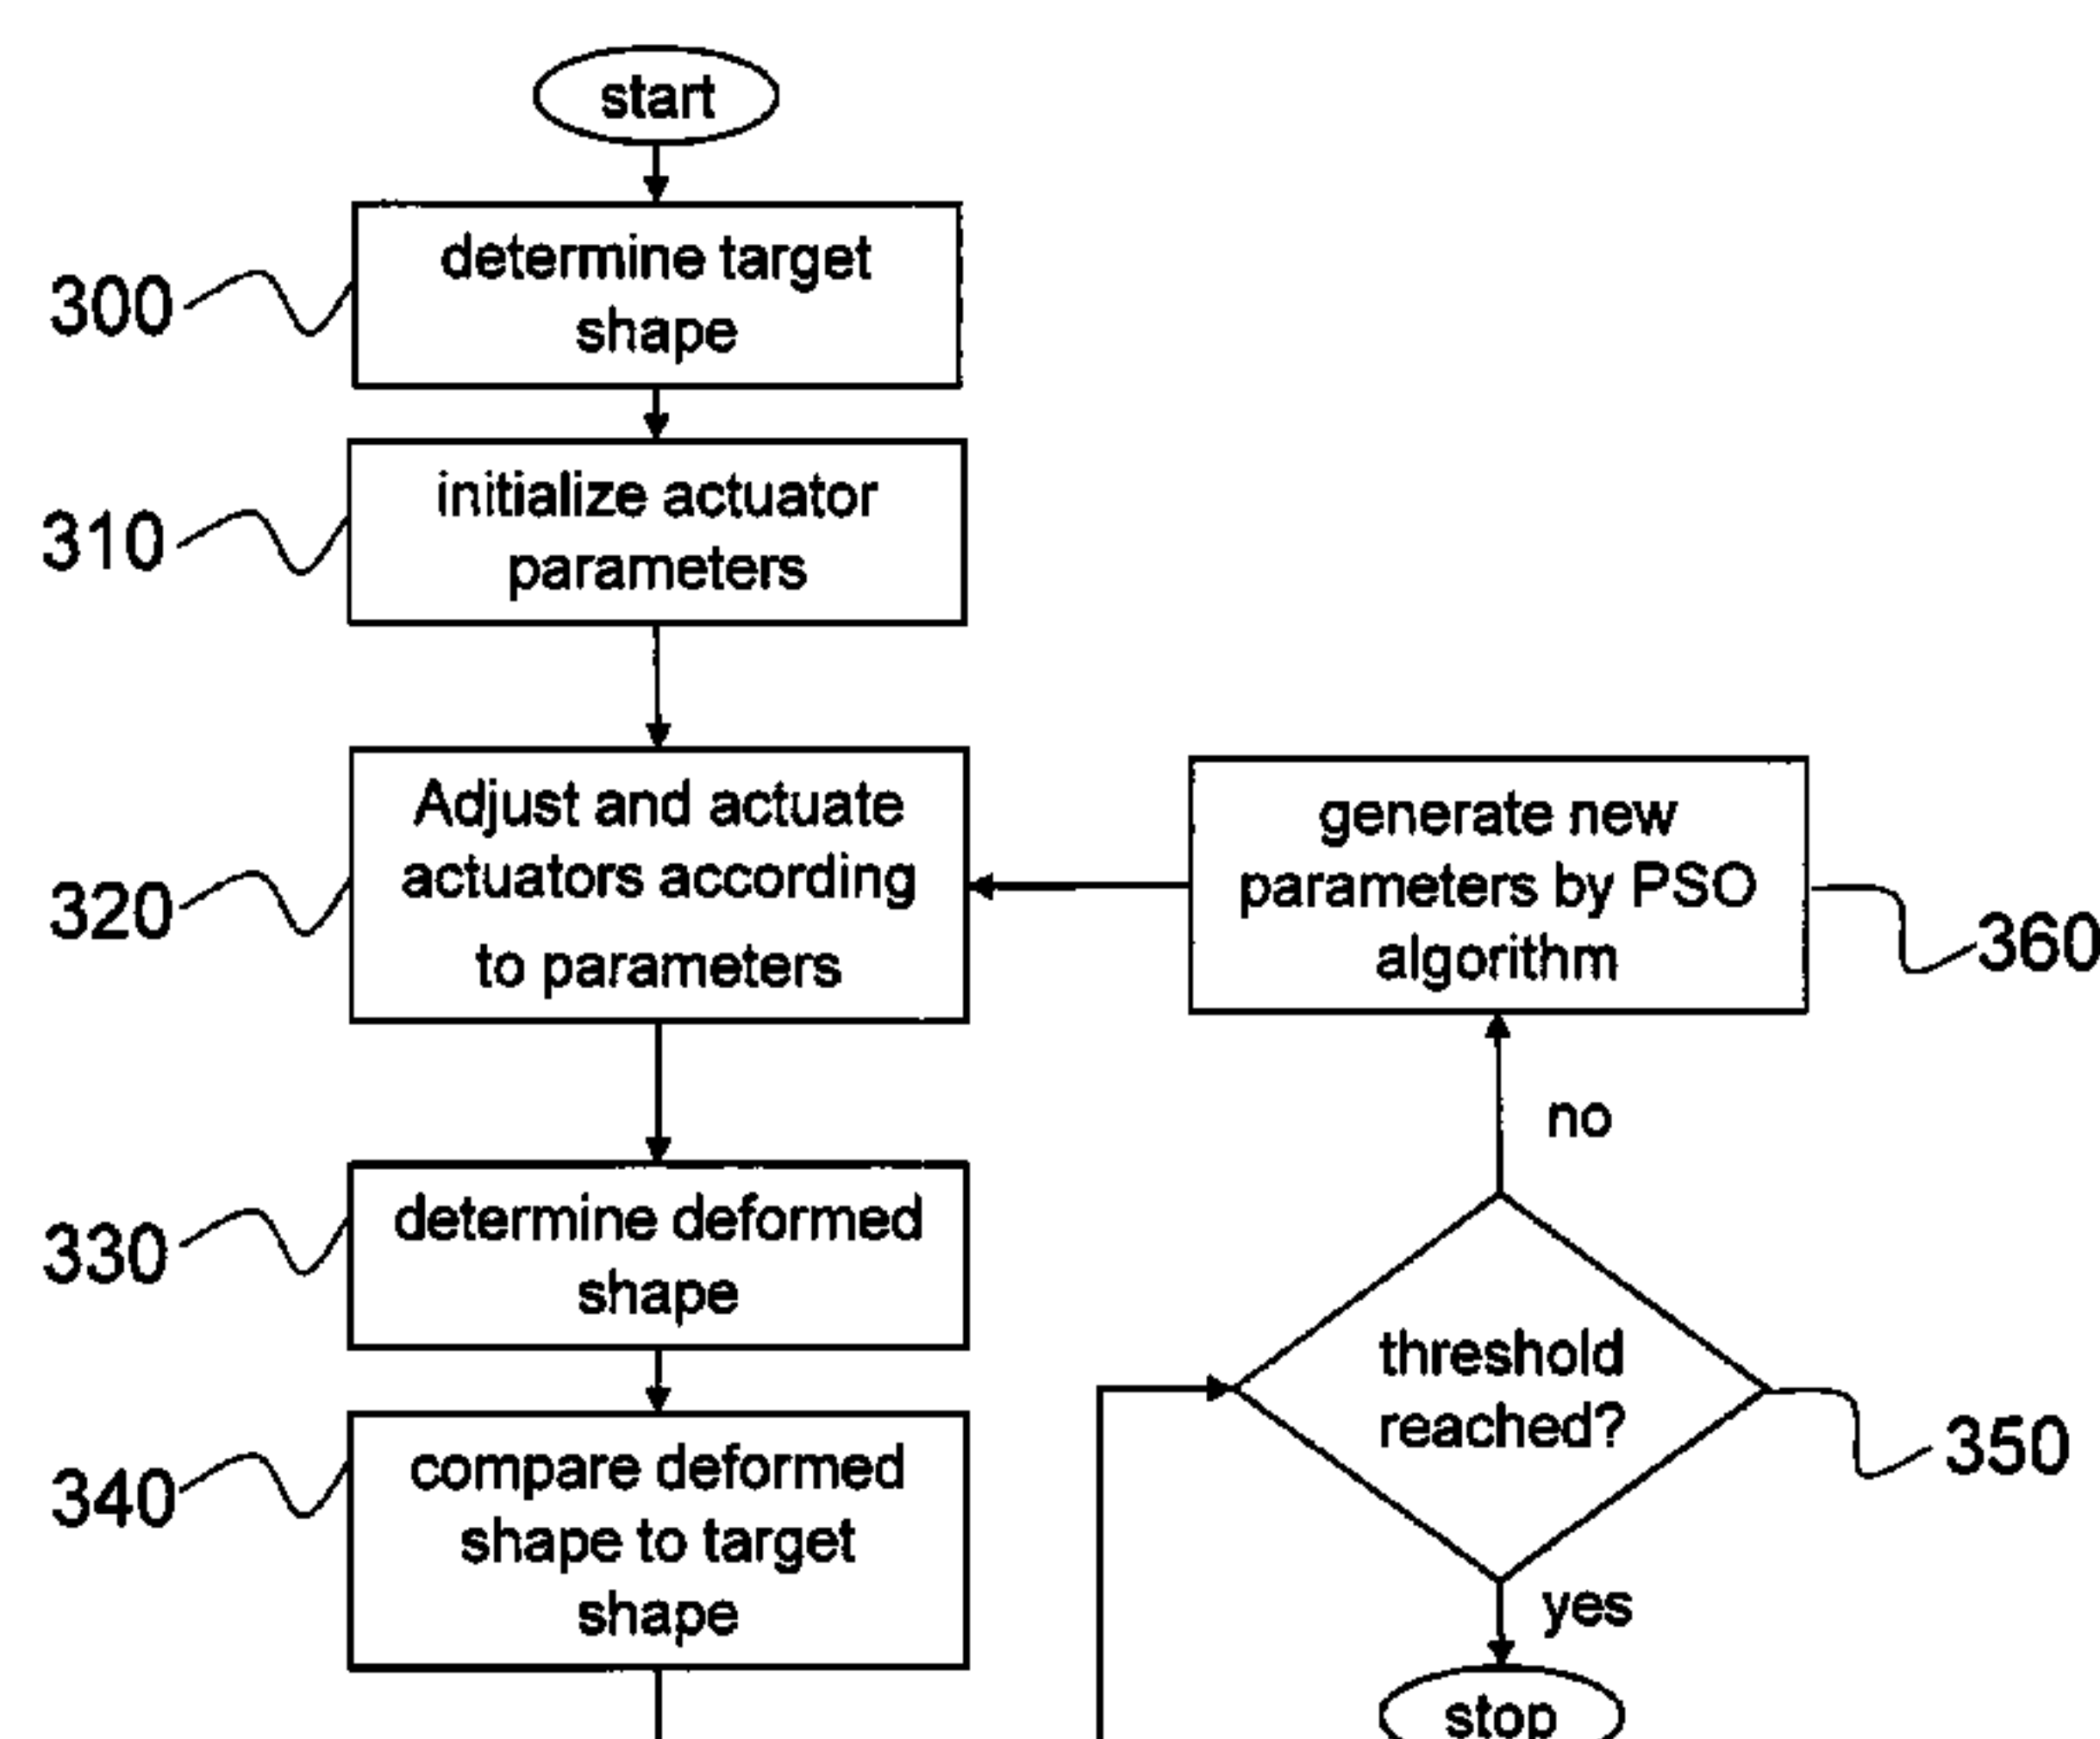 start
300
determine target
shape
310
initialize actuator
parameters
320
Adjust and actuate
actuators according
to parameters
generate new
parameters by PSO
algorithm
360
no
330
determine deformed
shape
threshold
reached?
350
340
compare deformed
shape to target
shape
yes
stop